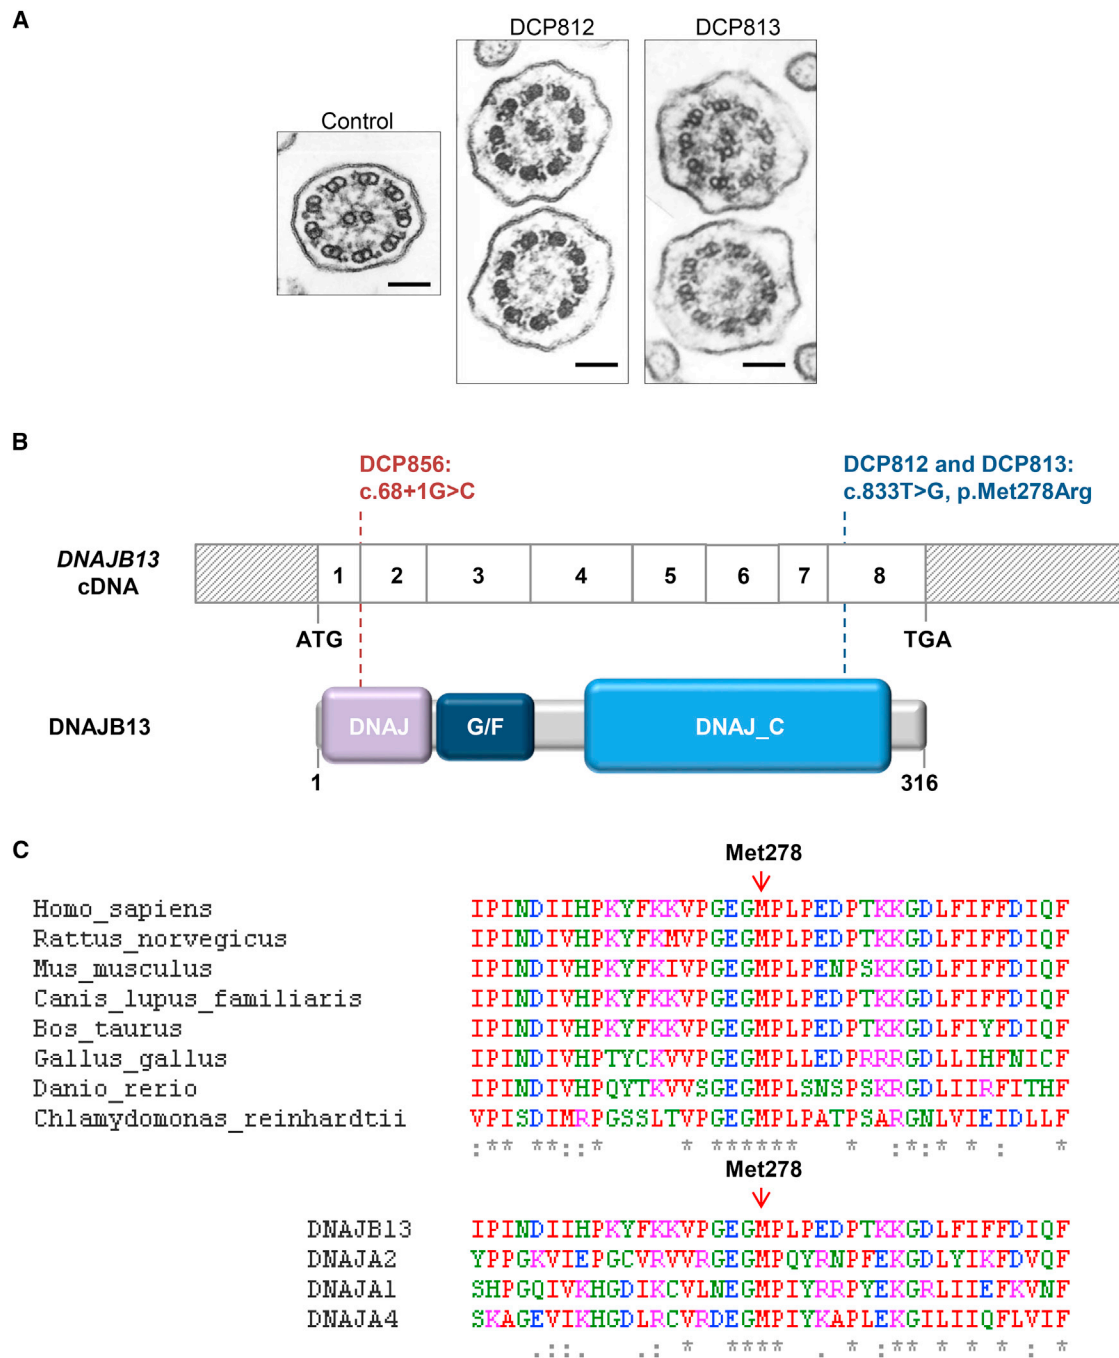 A
Control
DCP812
DCP813
B
DCP856:
c.68+1G>C
DCP812 and DCP813:
c.833T>G, p.Met278Arg
DNAJB13
cDNA
1 2 3 4 5 6 7 8
ATG
TGA
DNAJB13
DNAJ
G/F
DNAJ_C
1
316
C
Met278
Homo_sapiens IPINDIIHPKYFKKVPGEGMPLPEDPTKKGDLFIFFDIQF
Rattus_norvegicus IPINDIVHPKYFKMVPGEGMPLPEDPTKKGDLFIFFDIQF
Mus_musculus IPINDIVHPKYFKIVPGEGMPLPENPSKKGDLFIFFDIQF
Canis_lupus_familiaris IPINDIVHPKYFKKVPGEGMPLPEDPTKKGDLFIFFDIQF
Bos_taurus IPINDIVHPKYFKKVPGEGMPLPEDPTKKGDLFIYFDIQF
Gallus_gallus IPINDIVHPTYCKVVPGEGMPLLEDPRRRGDLLIHFNICF
Danio_rerio IPINDIVHPQYTKVVSGEGMPLSNSPSKRGDLIIRFITHF
Chlamydomonas_reinhardtii VPISDIMRPGSSLTVPGEGMPLPATPSARGNLVIEIDLLF
:** **::* * ****** * :*:* * * : *
Met278
DNAJB13 IPINDIIHPKYFKKVPGEGMPLPEDPTKKGDLFIFFDIQF
DNAJA2 YPPGKVIEPGCVRVVRGEGMPQYRNPFEKGDLYIKFDVQF
DNAJA1 SHPGQIVKHGDIKCVLNEGMPIYRRPYEKGRLIIEFKVNF
DNAJA4 SKAGEVIKHGDLRCVRDEGMPIYKAPLEKGILIIQFLVIF
.::. .: * **** . * :** * * * : *